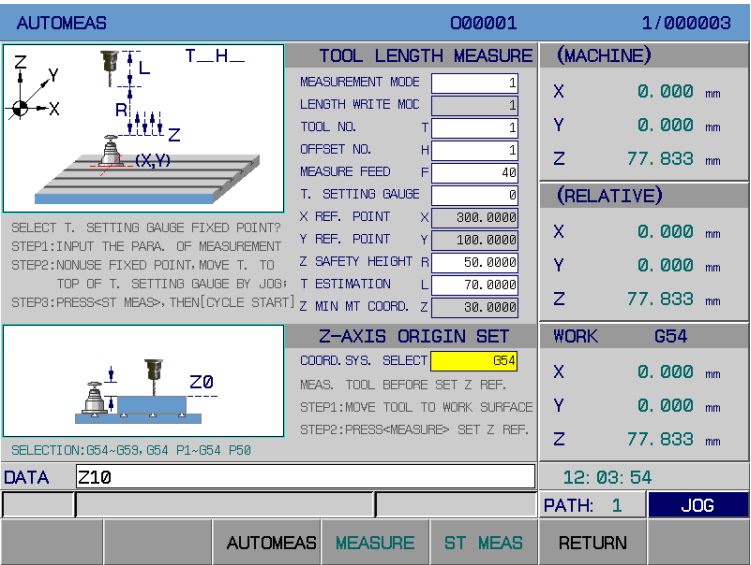 AUTOMEAS O00001 1/000003
T__H__
Z
Y
X
L
R
Z
(X,Y)
SELECT T. SETTING GAUGE FIXED POINT?
STEP1:INPUT THE PARA. OF MEASUREMENT
STEP2:NONUSE FIXED POINT,MOVE T. TO
TOP OF T. SETTING GAUGE BY JOG;
STEP3:PRESS<ST MEAS>,THEN[CYCLE START]
TOOL LENGTH MEASURE
MEASUREMENT MODE 1
LENGTH WRITE MOD 1
TOOL NO. T 1
OFFSET NO. H 1
MEASURE FEED F 40
T. SETTING GAUGE 0
X REF. POINT X 300.0000
Y REF. POINT Y 100.0000
Z SAFETY HEIGHT R 50.0000
T ESTIMATION L 70.0000
Z MIN MT COORD. Z 30.0000
(MACHINE)
X 0.000 mm
Y 0.000 mm
Z 77.833 mm
(RELATIVE)
X 0.000 mm
Y 0.000 mm
Z 77.833 mm
Z0
SELECTION:G54~G59,G54 P1~G54 P50
Z-AXIS ORIGIN SET
COORD.SYS. SELECT G54
MEAS. TOOL BEFORE SET Z REF.
STEP1:MOVE TOOL TO WORK SURFACE
STEP2:PRESS<MEASURE> SET Z REF.
WORK G54
X 0.000 mm
Y 0.000 mm
Z 77.833 mm
DATA Z10
12:03:54
PATH: 1 JOG
AUTOMEAS MEASURE ST MEAS RETURN